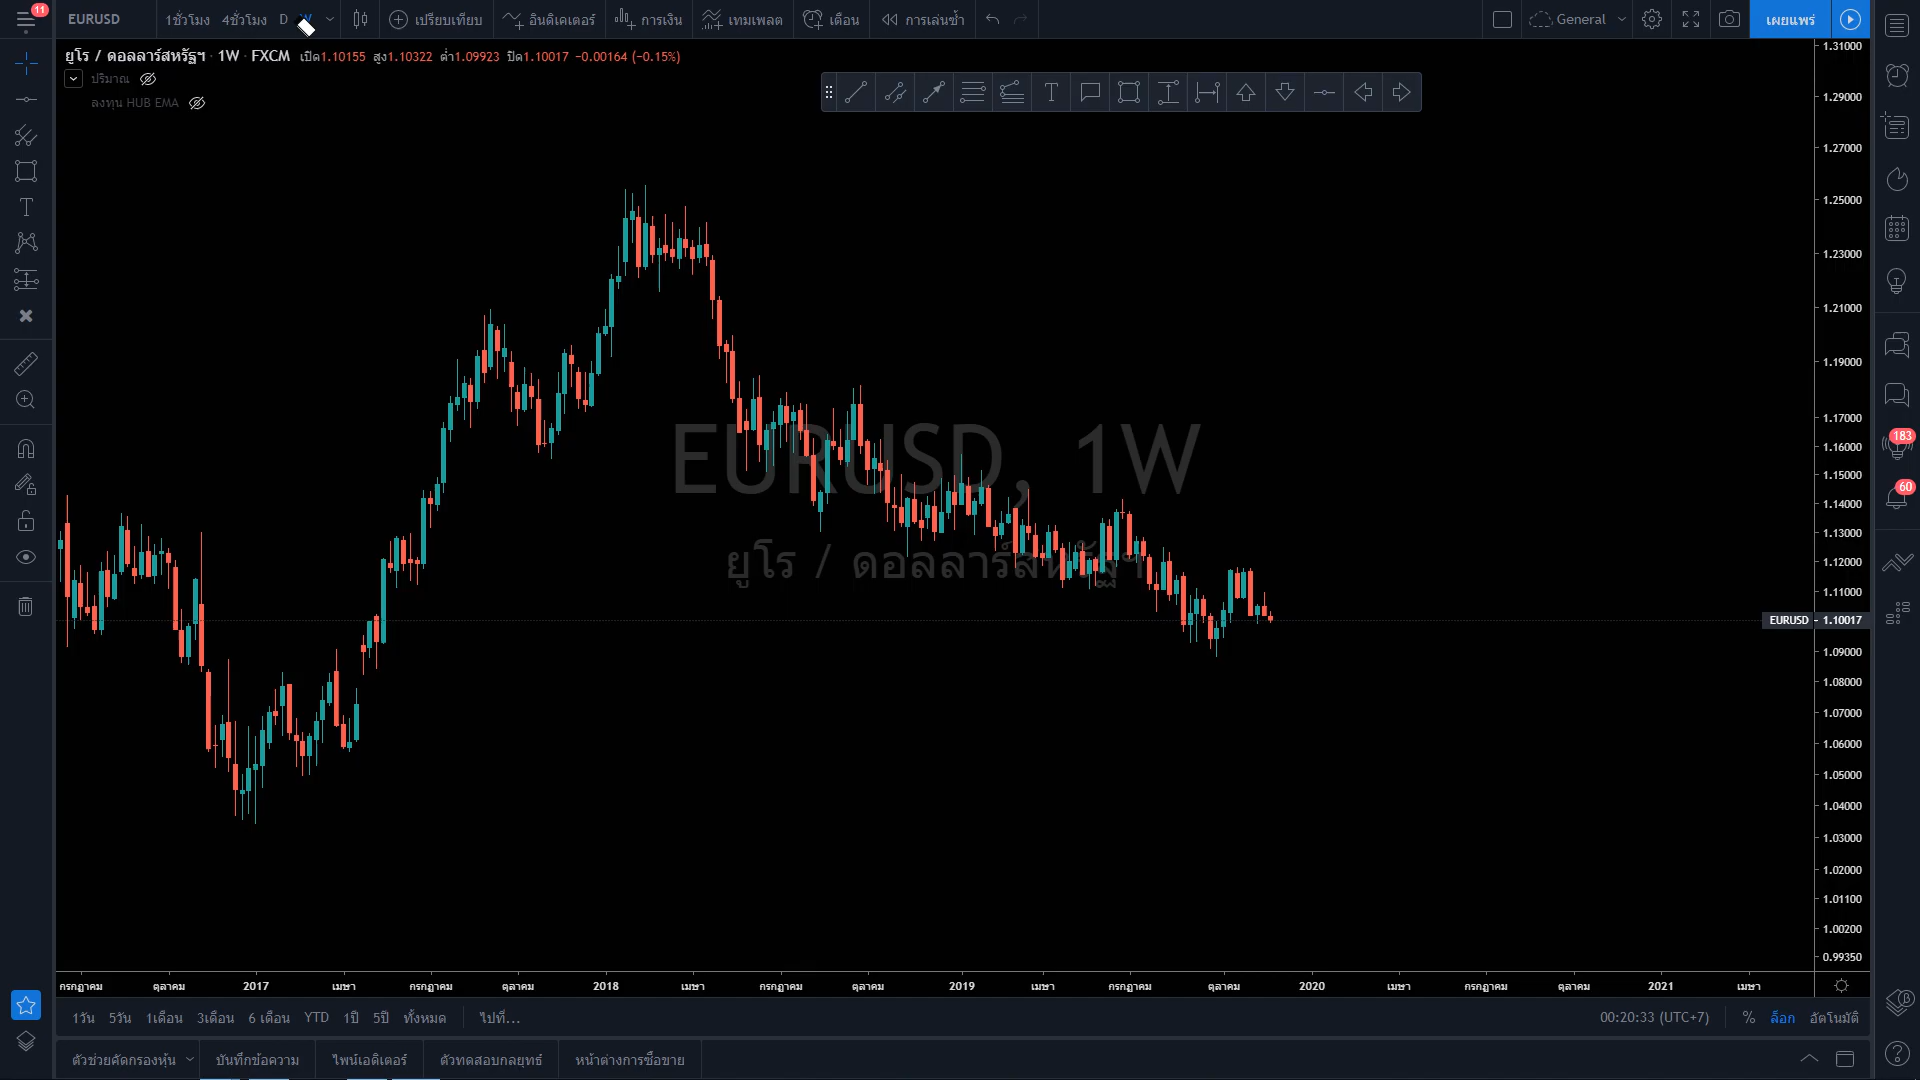 11
EURUSD 1ชั่วโมง 4ชั่วโมง D เปรียบเทียบ อินดิเคเตอร์ การเงิน เทมเพลต เตือน การเล่นซ้ำ General เผยแพร่
ยูโร / ดอลลาร์สหรัฐฯ · 1W · FXCM เปิด1.10155 สูง1.10322 ต่ำ1.09923 ปิด1.10017 −0.00164 (−0.15%)
ปริมาณ
ลงทุน HUB EMA
EURUSD, 1W
ยูโร / ดอลลาร์สหรัฐฯ
1.31000
1.29000
1.27000
1.25000
1.23000
1.21000
1.19000
1.17000
1.16000
1.15000
1.14000
1.13000
1.12000
1.11000
EURUSD 1.10017
1.09000
1.08000
1.07000
1.06000
1.05000
1.04000
1.03000
1.02000
1.01100
1.00200
0.99350
183
60
กรกฎาคม ตุลาคม 2017 เมษา กรกฎาคม ตุลาคม 2018 เมษา กรกฎาคม ตุลาคม 2019 เมษา กรกฎาคม ตุลาคม 2020 เมษา กรกฎาคม ตุลาคม 2021 เมษา
1วัน 5วัน 1เดือน 3เดือน 6 เดือน YTD 1ปี 5ปี ทั้งหมด ไปที่... 00:20:33 (UTC+7) % ล็อก อัตโนมัติ
ตัวช่วยคัดกรองหุ้น บันทึกข้อความ ไพน์เอดิเตอร์ ตัวทดสอบกลยุทธ์ หน้าต่างการซื้อขาย